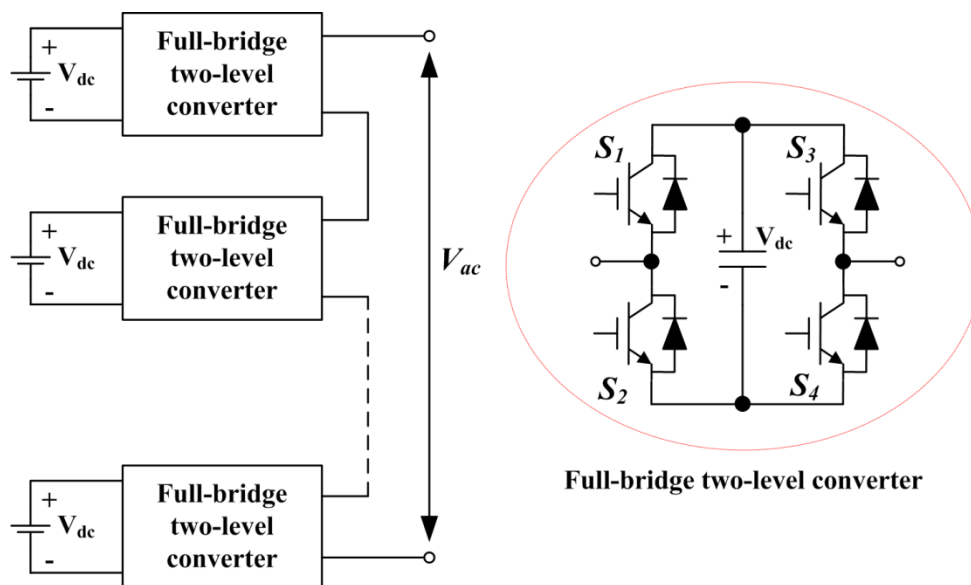 Full-bridge
two-level
converter
+
Vdc
-
Full-bridge
two-level
converter
+
Vdc
-
Full-bridge
two-level
converter
+
Vdc
-
Vac
S1
S3
+
Vdc
-
S2
S4
Full-bridge two-level converter